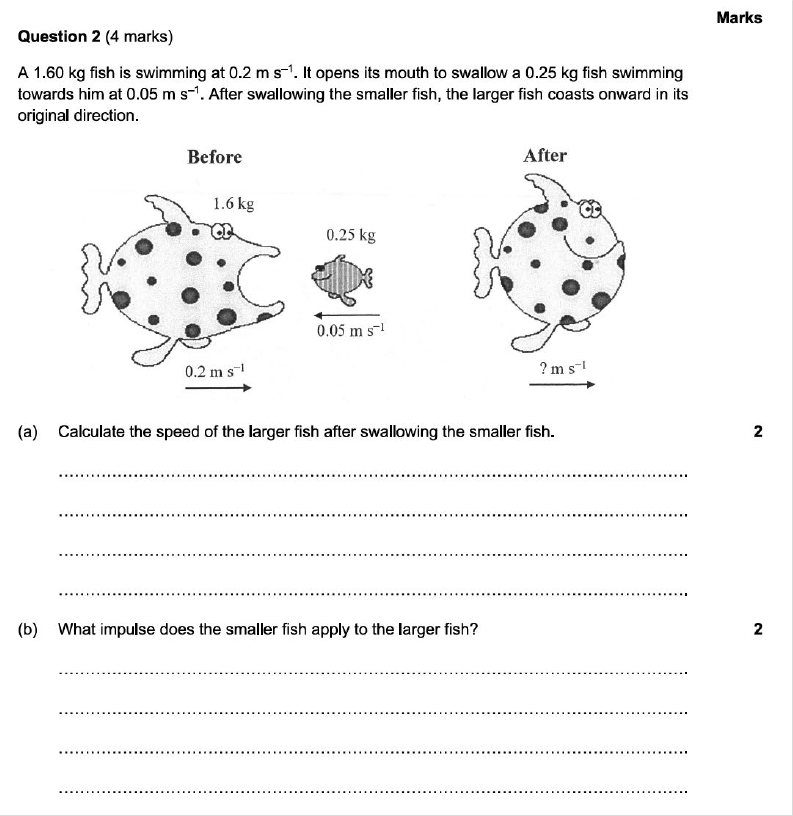 Marks
Question 2 (4 marks)
A 1.60 kg fish is swimming at 0.2 m s⁻¹. It opens its mouth to swallow a 0.25 kg fish swimming
towards him at 0.05 m s⁻¹. After swallowing the smaller fish, the larger fish coasts onward in its
original direction.
Before
After
1.6 kg
0.25 kg
0.05 m s⁻¹
0.2 m s⁻¹
? m s⁻¹
(a) Calculate the speed of the larger fish after swallowing the smaller fish. 2
(b) What impulse does the smaller fish apply to the larger fish? 2